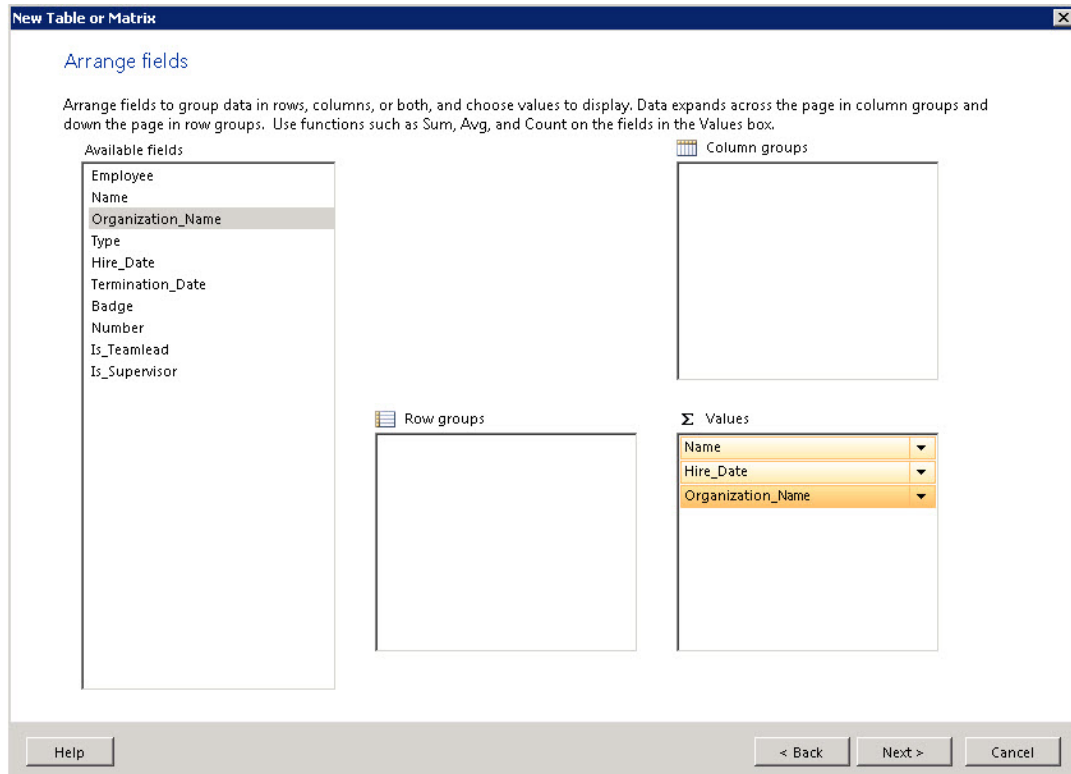 New Table or Matrix
Arrange fields
Arrange fields to group data in rows, columns, or both, and choose values to display. Data expands across the page in column groups and
down the page in row groups.  Use functions such as Sum, Avg, and Count on the fields in the Values box.
Available fields
Employee
Name
Organization_Name
Type
Hire_Date
Termination_Date
Badge
Number
Is_Teamlead
Is_Supervisor
Column groups
Row groups
Σ Values
Name
Hire_Date
Organization_Name
Help
< Back
Next >
Cancel